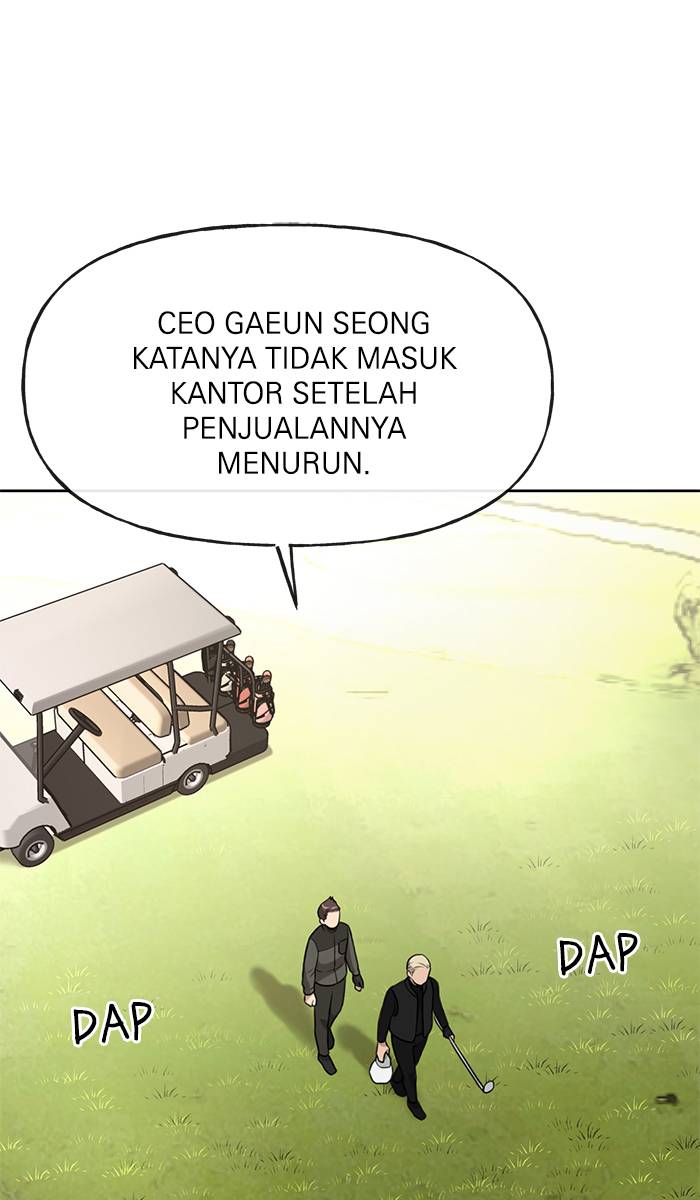 CEO GAEUN SEONG
KATANYA TIDAK MASUK
KANTOR SETELAH
PENJUALANNYA
MENURUN.
DAP
DAP